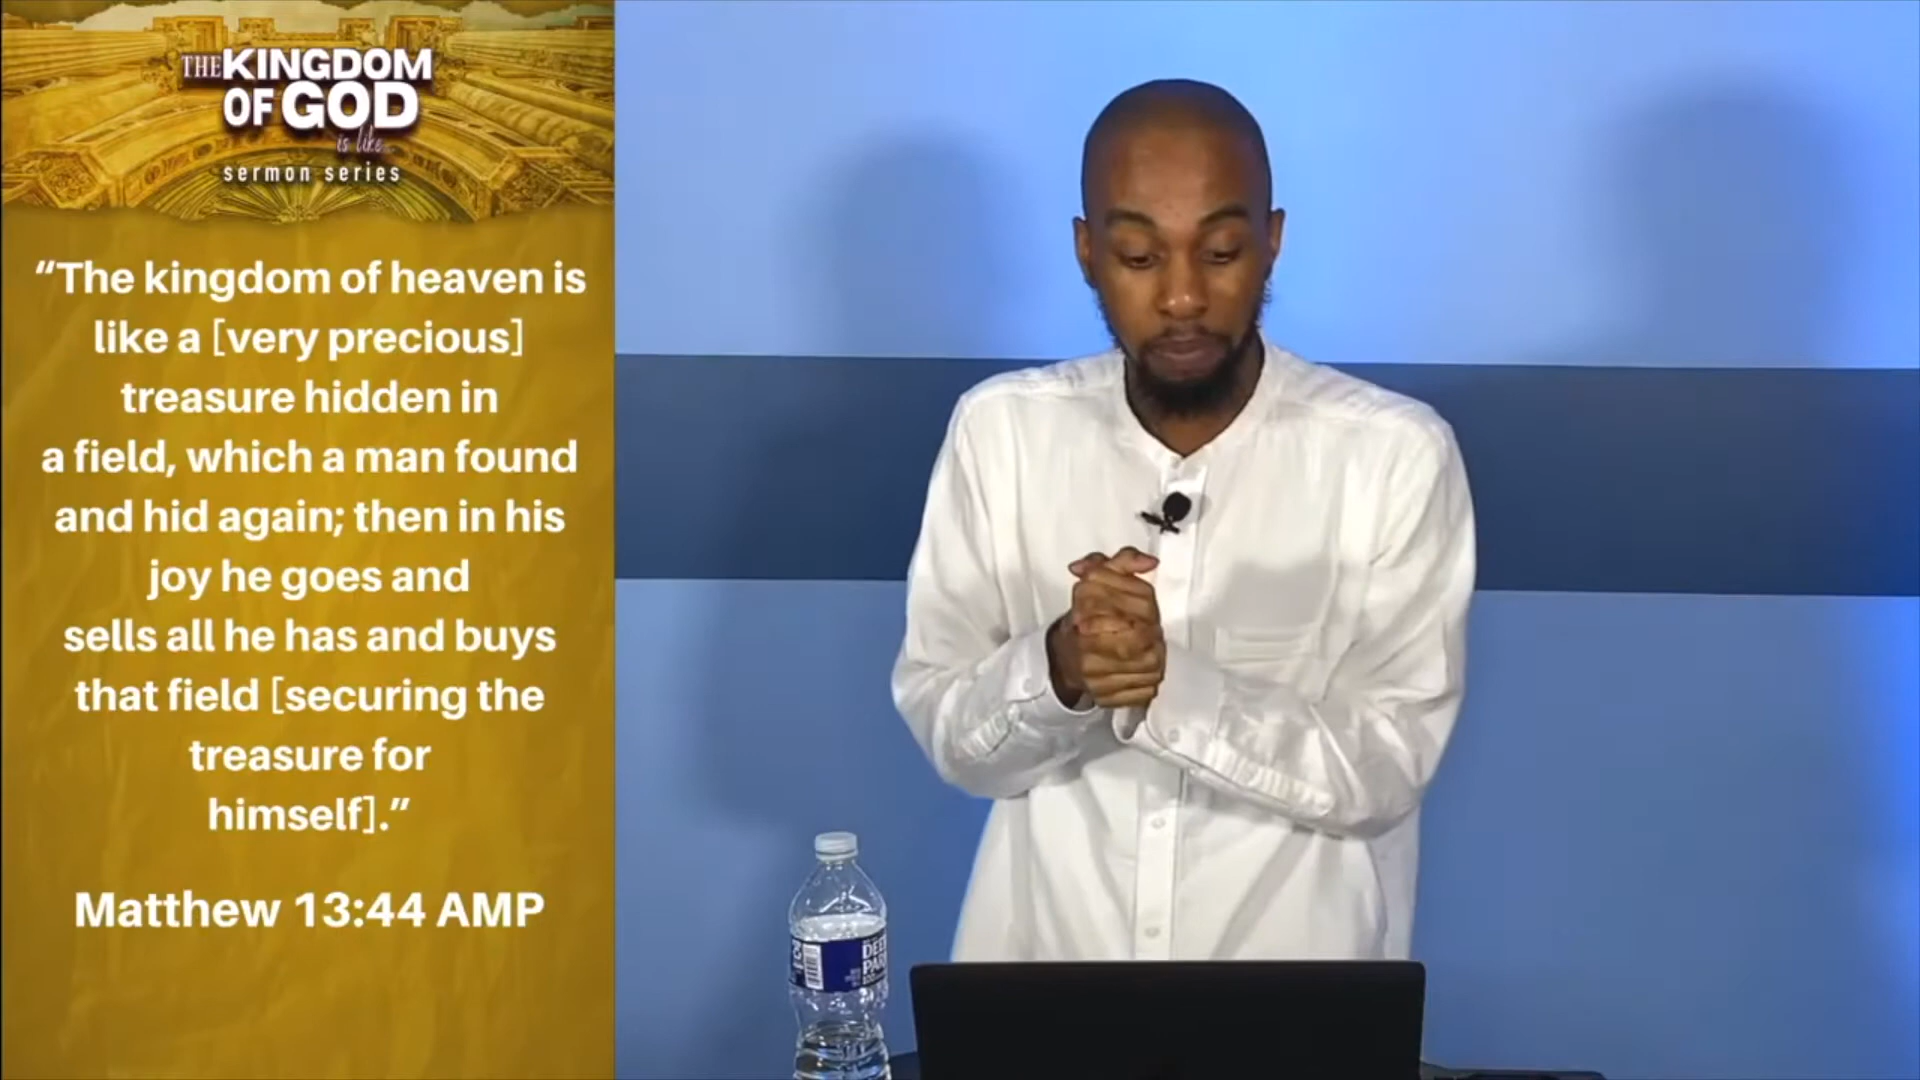 THE KINGDOM
OF GOD
is like...
sermon series
“The kingdom of heaven is
like a [very precious]
treasure hidden in
a field, which a man found
and hid again; then in his
joy he goes and
sells all he has and buys
that field [securing the
treasure for
himself].”
Matthew 13:44 AMP
DEER
PARK